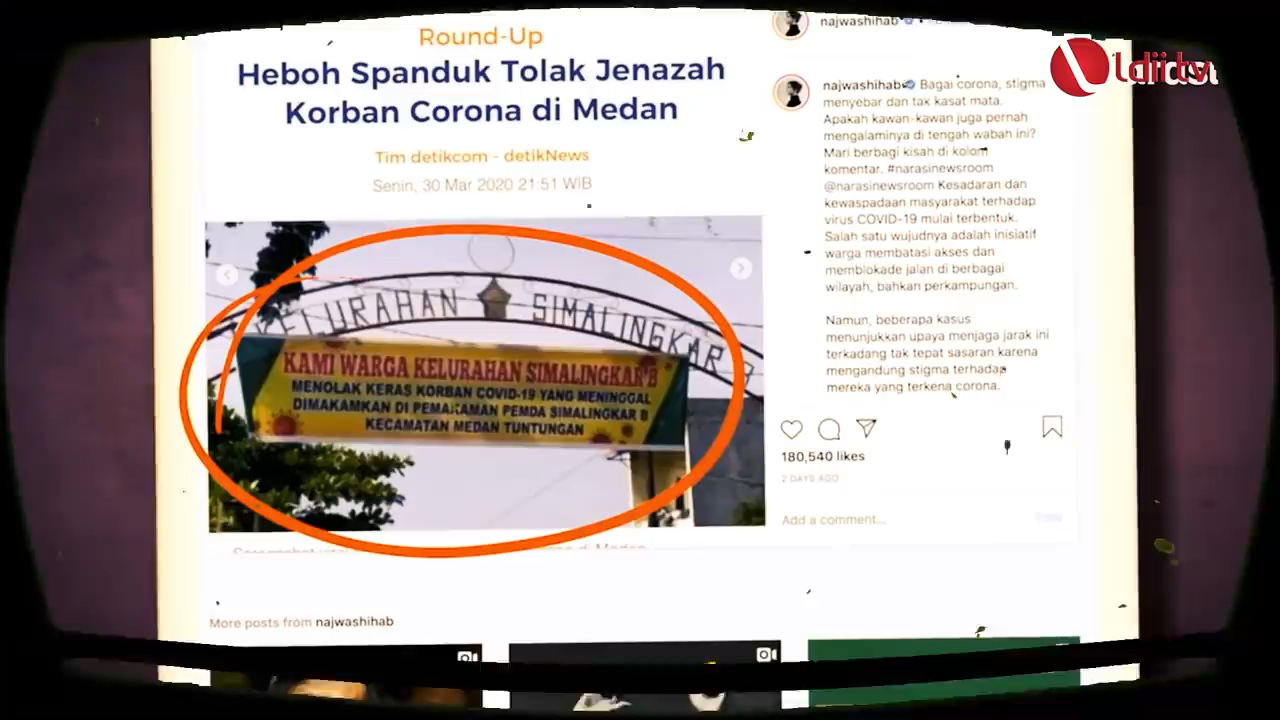 Round-Up
Heboh Spanduk Tolak Jenazah
Korban Corona di Medan
Tim detikcom - detikNews
Senin, 30 Mar 2020 21:51 WIB
KELURAHAN SIMALINGKAR B
KAMI WARGA KELURAHAN SIMALINGKAR B
MENOLAK KERAS KORBAN COVID-19 YANG MENINGGAL
DIMAKAMKAN DI PEMAKAMAN PEMDA SIMALINGKAR B
KECAMATAN MEDAN TUNTUNGAN
di Medan
najwashihab
ldii tv
najwashihab Bagai corona, stigma
menyebar dan tak kasat mata.
Apakah kawan-kawan juga pernah
mengalaminya di tengah wabah ini?
Mari berbagi kisah di kolom
komentar. #narasinewsroom
@narasinewsroom Kesadaran dan
kewaspadaan masyarakat terhadap
virus COVID-19 mulai terbentuk.
Salah satu wujudnya adalah inisiatif
warga membatasi akses dan
memblokade jalan di berbagai
wilayah, bahkan perkampungan.
Namun, beberapa kasus
menunjukkan upaya menjaga jarak ini
terkadang tak tepat sasaran karena
mengandung stigma terhadap
mereka yang terkena corona.
180,540 likes
2 DAYS AGO
Add a comment...
More posts from najwashihab